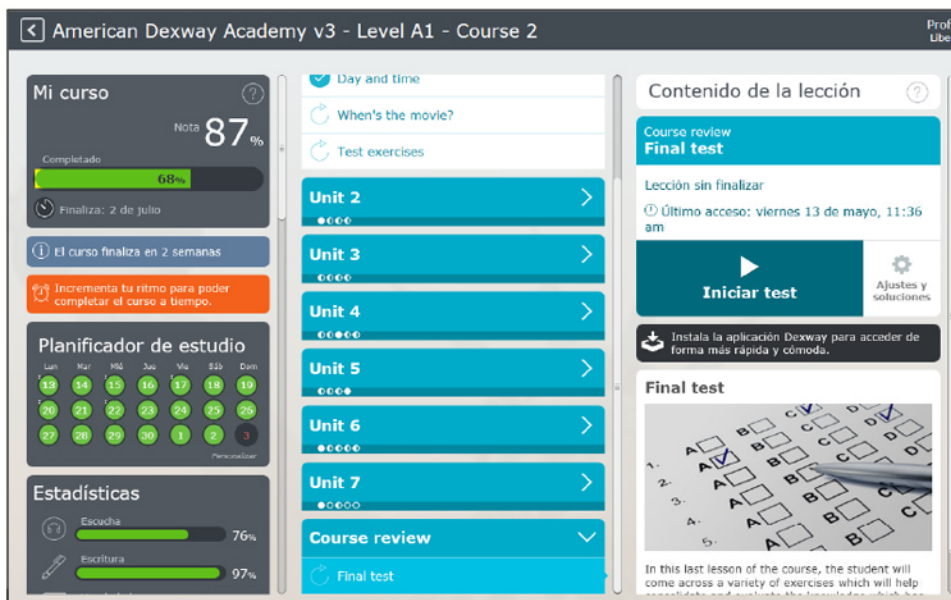 American Dexway Academy v3 - Level A1 - Course 2
Prof
Libe
Mi curso
?
Nota 87%
Completado
68%
Finaliza: 2 de julio
i El curso finaliza en 2 semanas
Incrementa tu ritmo para poder
completar el curso a tiempo.
Planificador de estudio
Lun Mar Mié Jue Vie Sáb Dom
13 14 15 16 17 18 19
20 21 22 23 24 25 26
27 28 29 30 1 2 3
Personalizar
Estadísticas
Escucha
76%
Escritura
97%
Day and time
When's the movie?
Test exercises
Unit 2
Unit 3
Unit 4
Unit 5
Unit 6
Unit 7
Course review
Final test
Contenido de la lección
?
Course review
Final test
Lección sin finalizar
Último acceso: viernes 13 de mayo, 11:36
am
Iniciar test
Ajustes y
soluciones
Instala la aplicación Dexway para acceder de
forma más rápida y cómoda.
Final test
1. A B C D
2. A B C D
3. A B C
4. A B C
5. A B C
In this last lesson of the course, the student will
come across a variety of exercises which will help